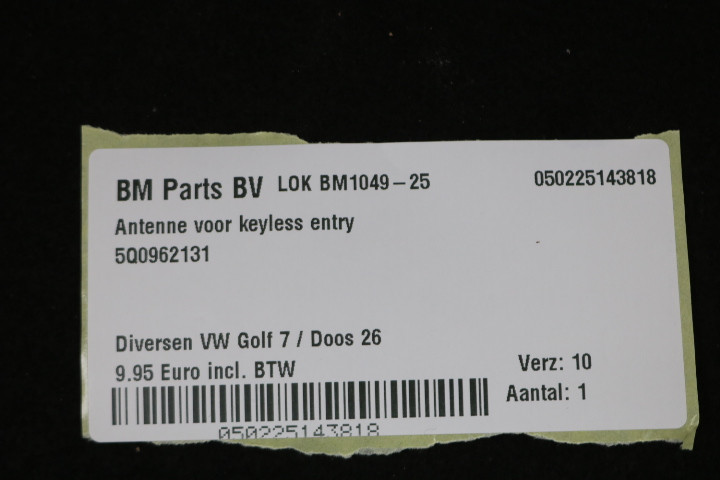 BM Parts BV LOK BM1049-25 050225143818
Antenne voor keyless entry
5Q0962131
Diversen VW Golf 7 / Doos 26
9.95 Euro incl. BTW
Verz: 10
Aantal: 1
050225143818